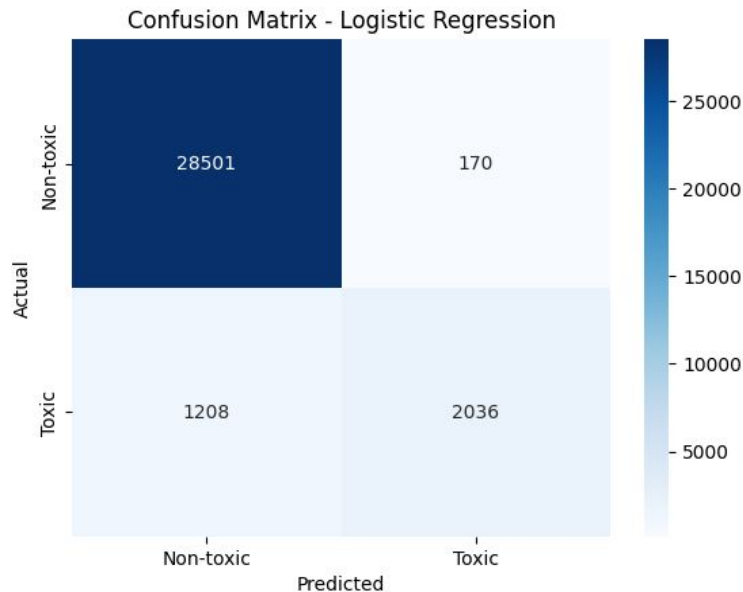 Confusion Matrix - Logistic Regression
Actual
Non-toxic
28501
170
Toxic
1208
2036
Non-toxic
Toxic
Predicted
25000
20000
15000
10000
5000